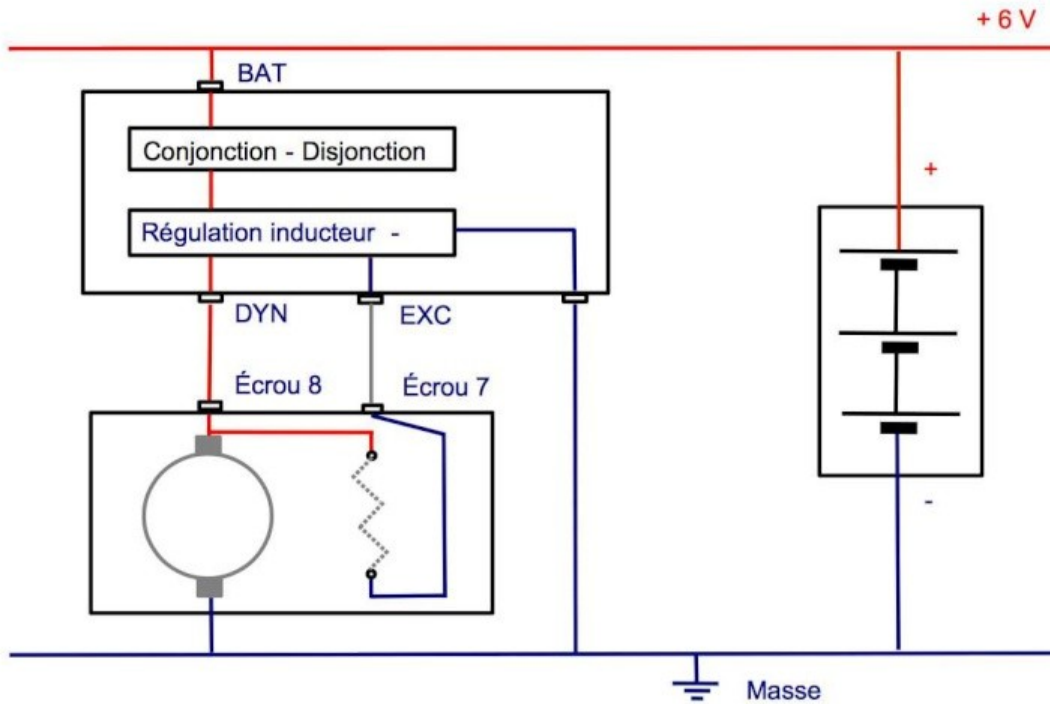 + 6 V
BAT
Conjonction - Disjonction
+
Régulation inducteur -
DYN
EXC
Écrou 8
Écrou 7
-
Masse